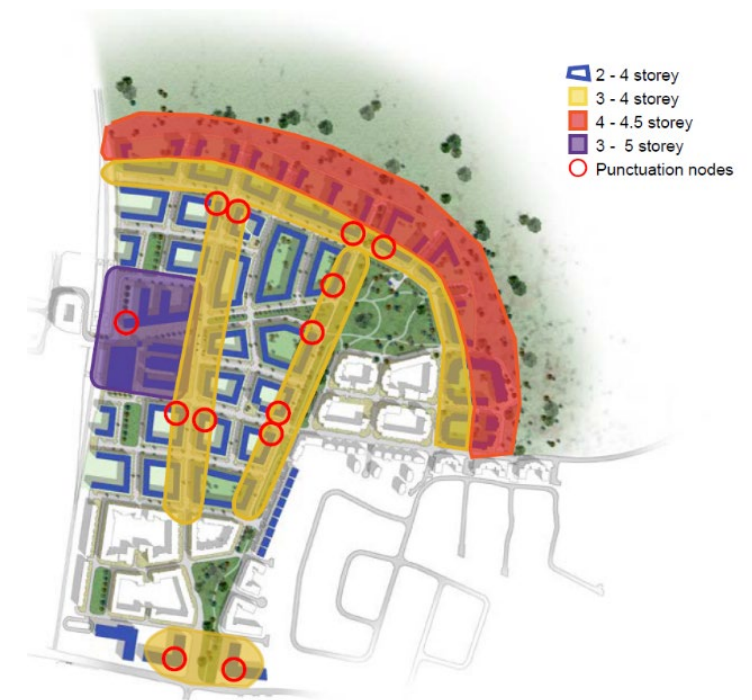 2 - 4 storey
3 - 4 storey
4 - 4.5 storey
3 - 5 storey
Punctuation nodes